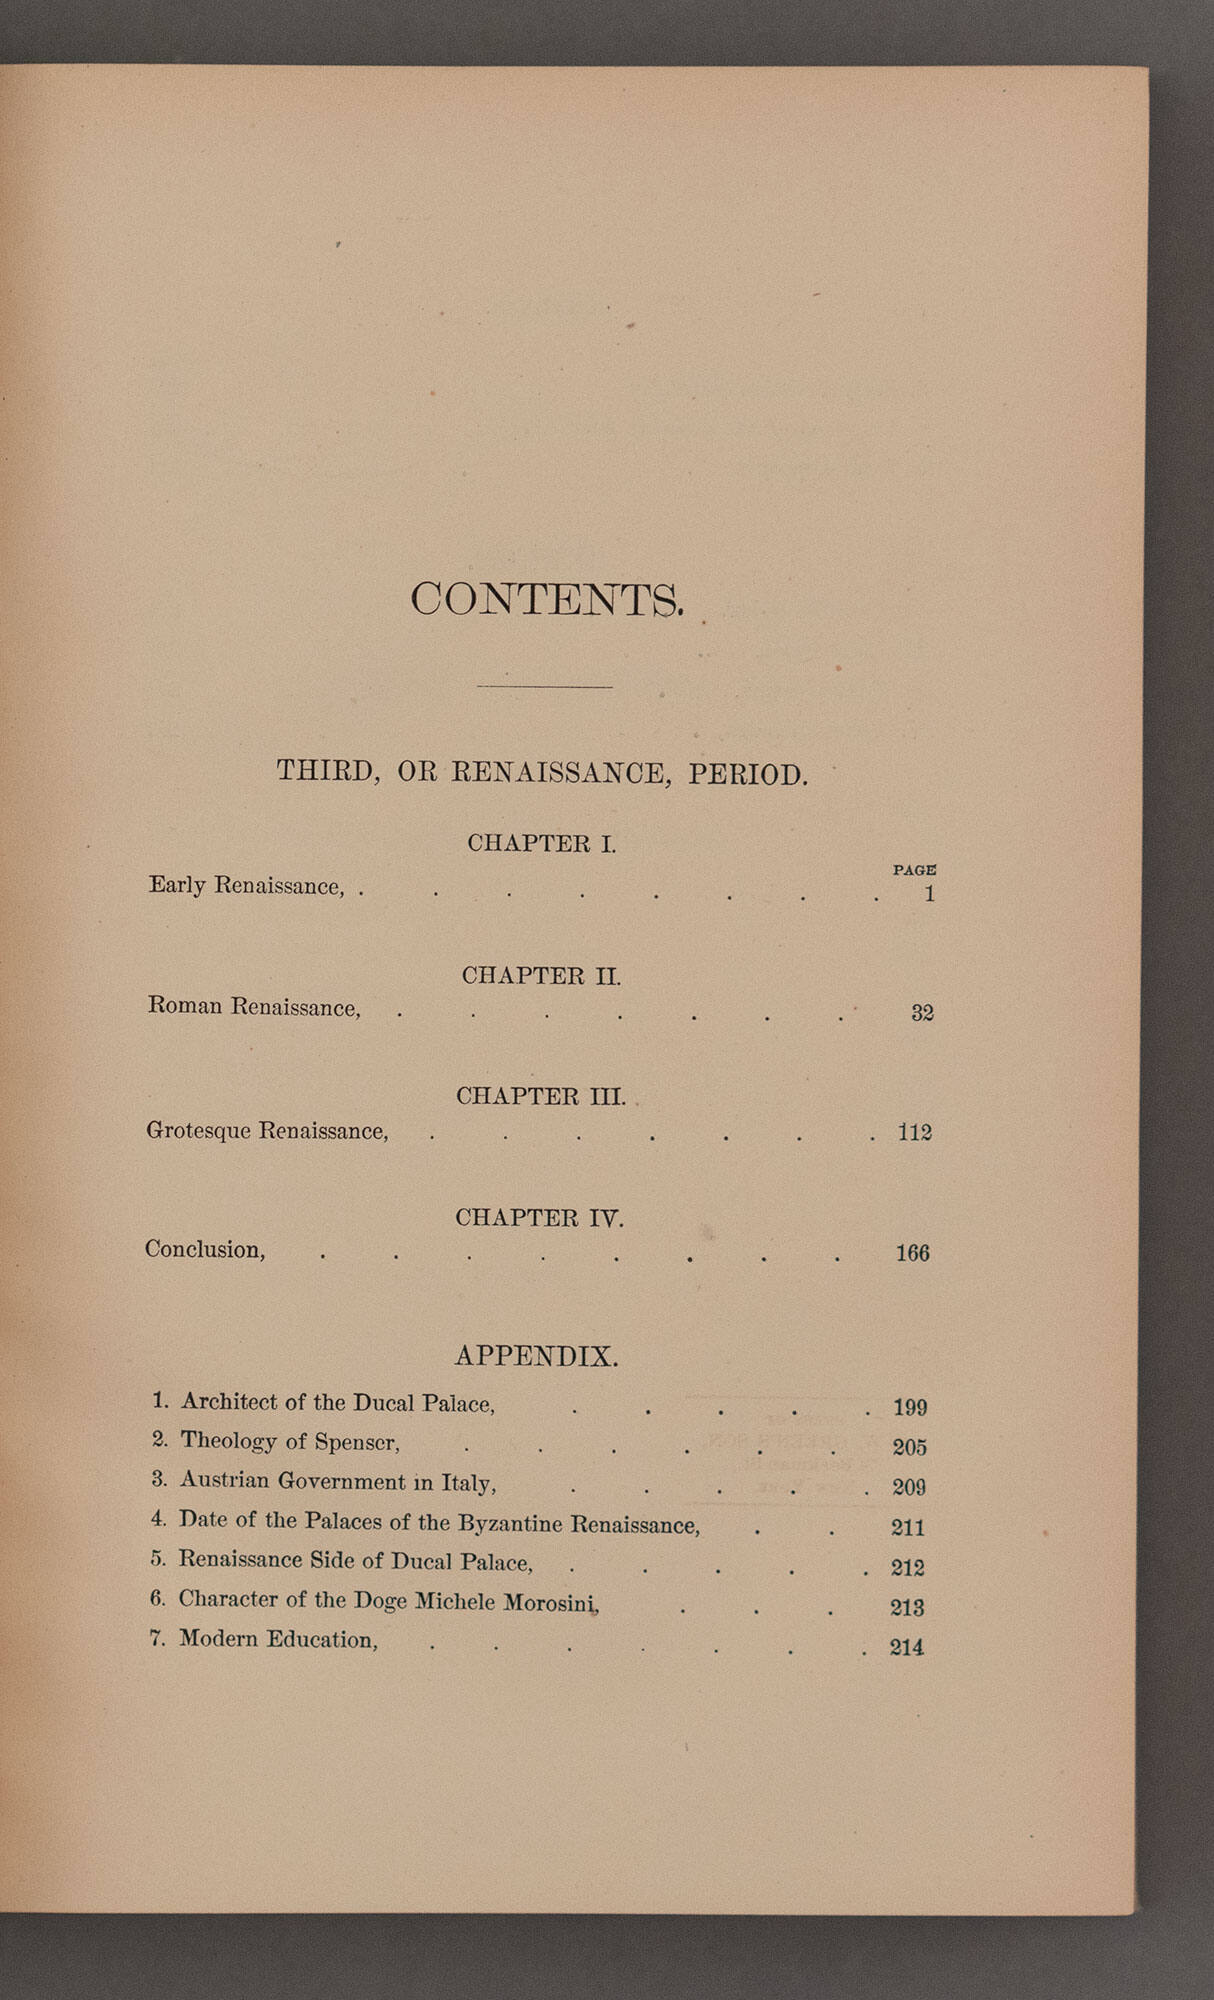 CONTENTS.
THIRD, OR RENAISSANCE, PERIOD.
CHAPTER I.
PAGE
Early Renaissance, . . . . . . . . 1
CHAPTER II.
Roman Renaissance, . . . . . . . 32
CHAPTER III.
Grotesque Renaissance, . . . . . . . 112
CHAPTER IV.
Conclusion, . . . . . . . . 166
APPENDIX.
1. Architect of the Ducal Palace, . . . . . 199
2. Theology of Spenser, . . . . . . 205
3. Austrian Government in Italy, . . . . . 209
4. Date of the Palaces of the Byzantine Renaissance, . . 211
5. Renaissance Side of Ducal Palace, . . . . . 212
6. Character of the Doge Michele Morosini, . . . 213
7. Modern Education, . . . . . . . 214